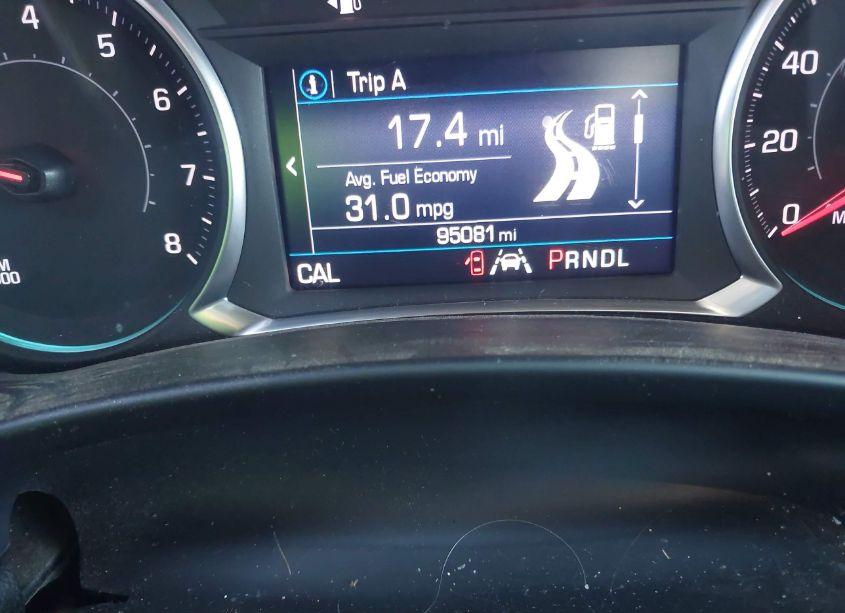 4
5
6
7
8
Trip A
17.4 mi
Avg. Fuel Economy
31.0 mpg
95081 mi
CAL
PRNDL
40
20
0